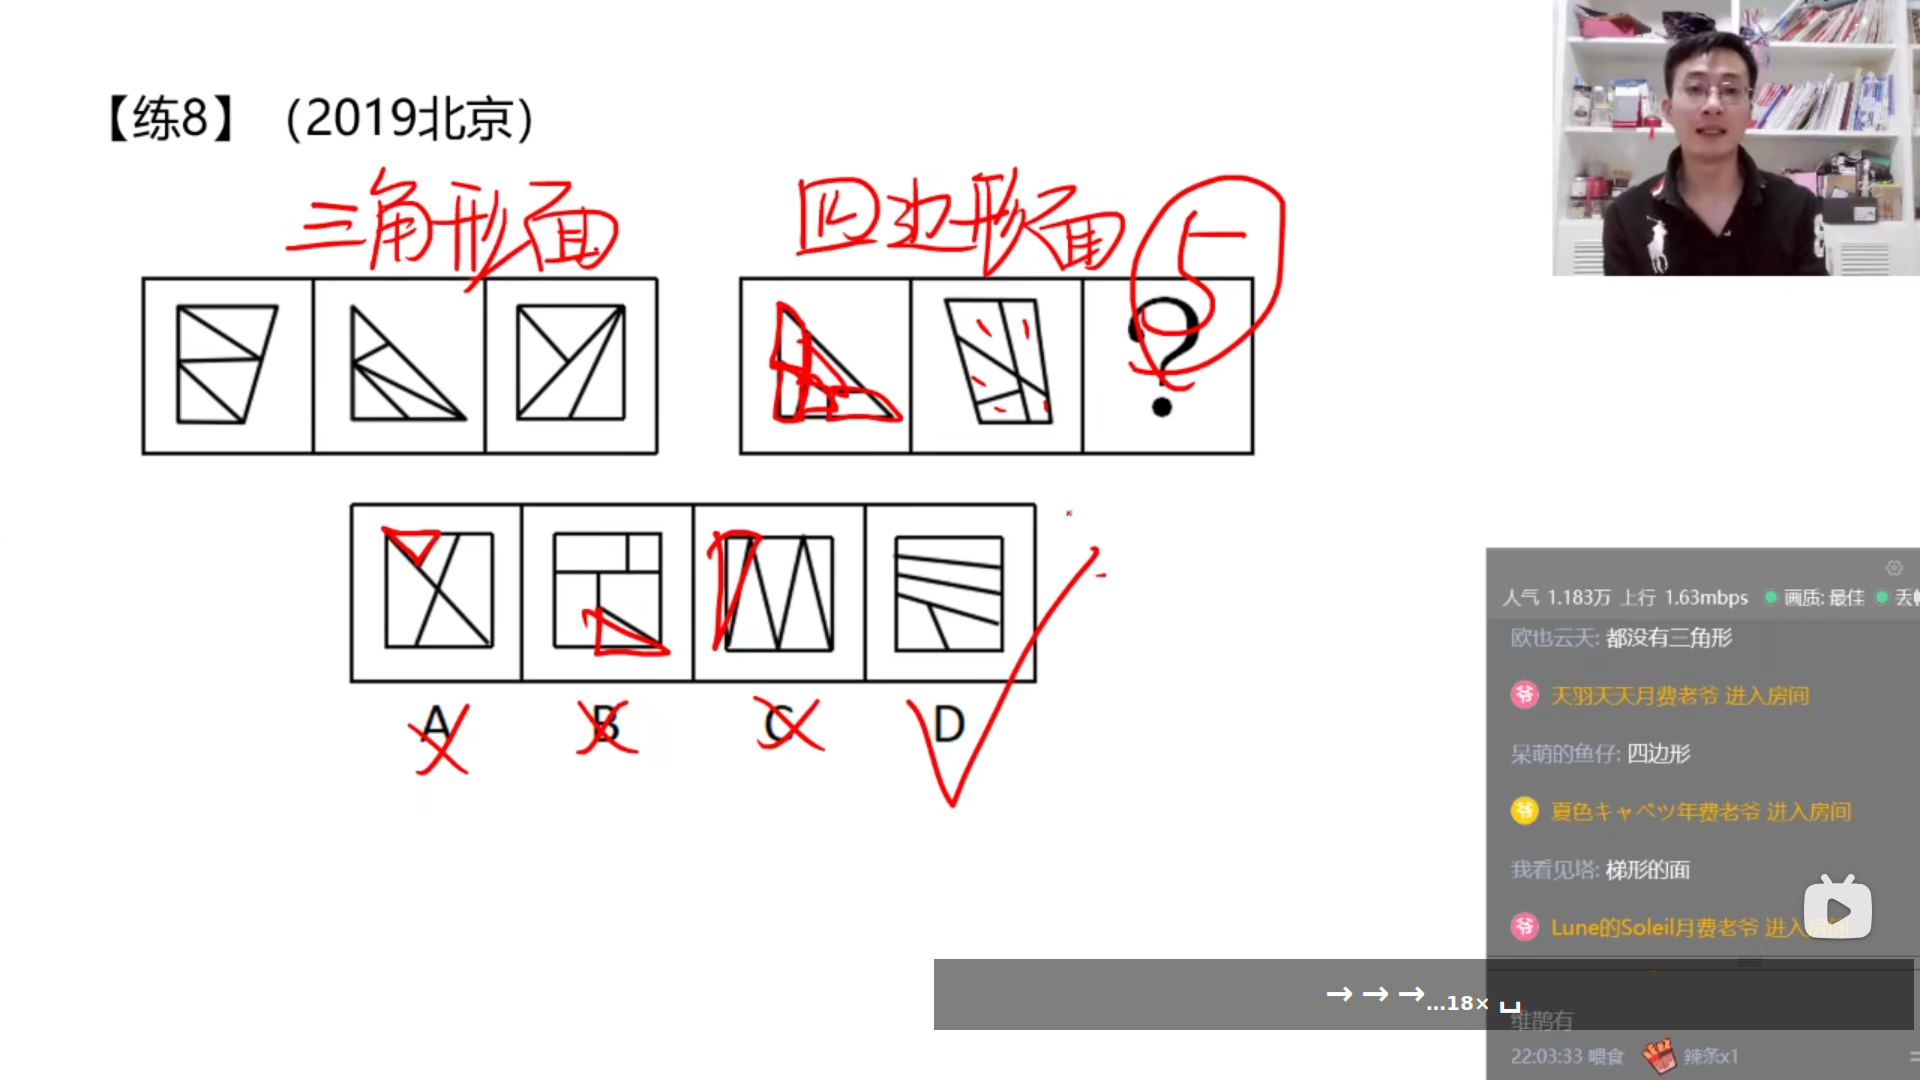 【练8】（2019北京）
三角形面
四边形面
5
?
A
B
C
D
人气 1.183万 上行 1.63mbps 画质: 最佳
欧也云天: 都没有三角形
爷 天羽天天月费老爷 进入房间
呆萌的鱼仔: 四边形
爷 夏色キャベツ年费老爷 进入房间
我看见塔: 梯形的面
爷 Lune的Soleil月费老爷 进入房间
→→→...18× ␣
22:03:33 喂食 辣条x1